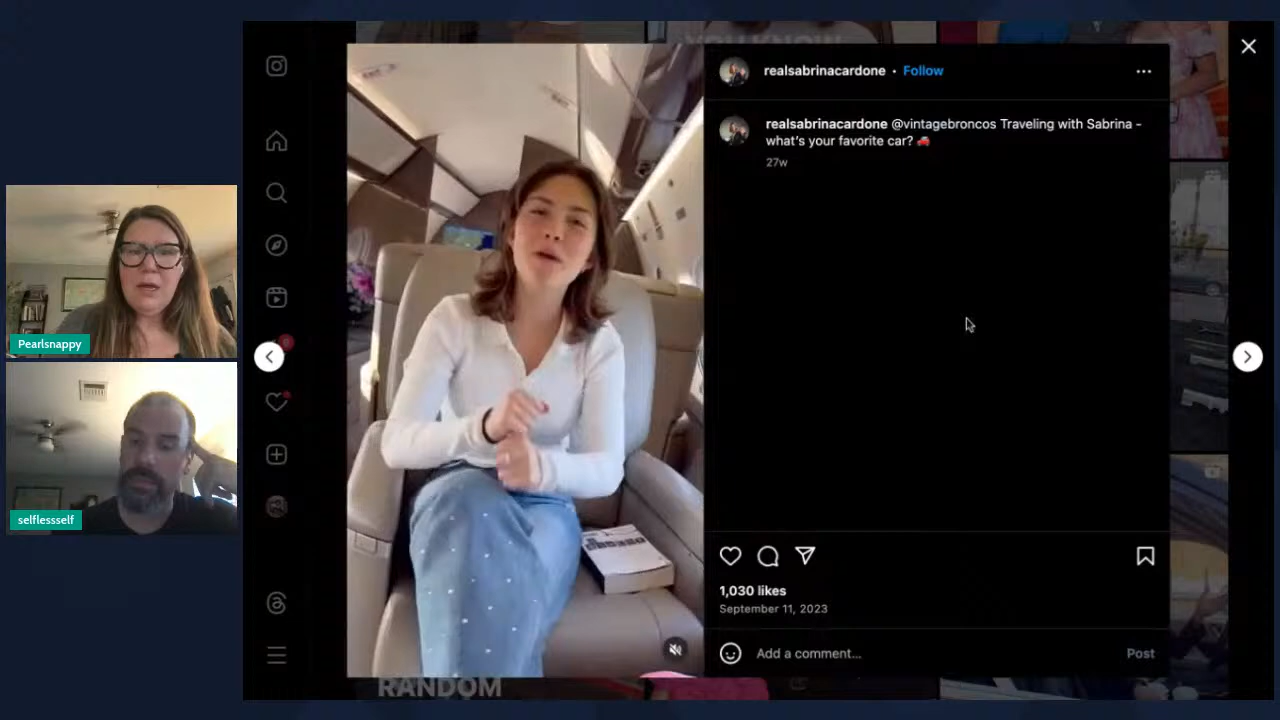 realsabrinacardone • Follow
realsabrinacardone @vintagebroncos Traveling with Sabrina -
what's your favorite car? 🚗
27w
Pearlsnappy
selflessself
1,030 likes
September 11, 2023
Add a comment... Post
RANDOM